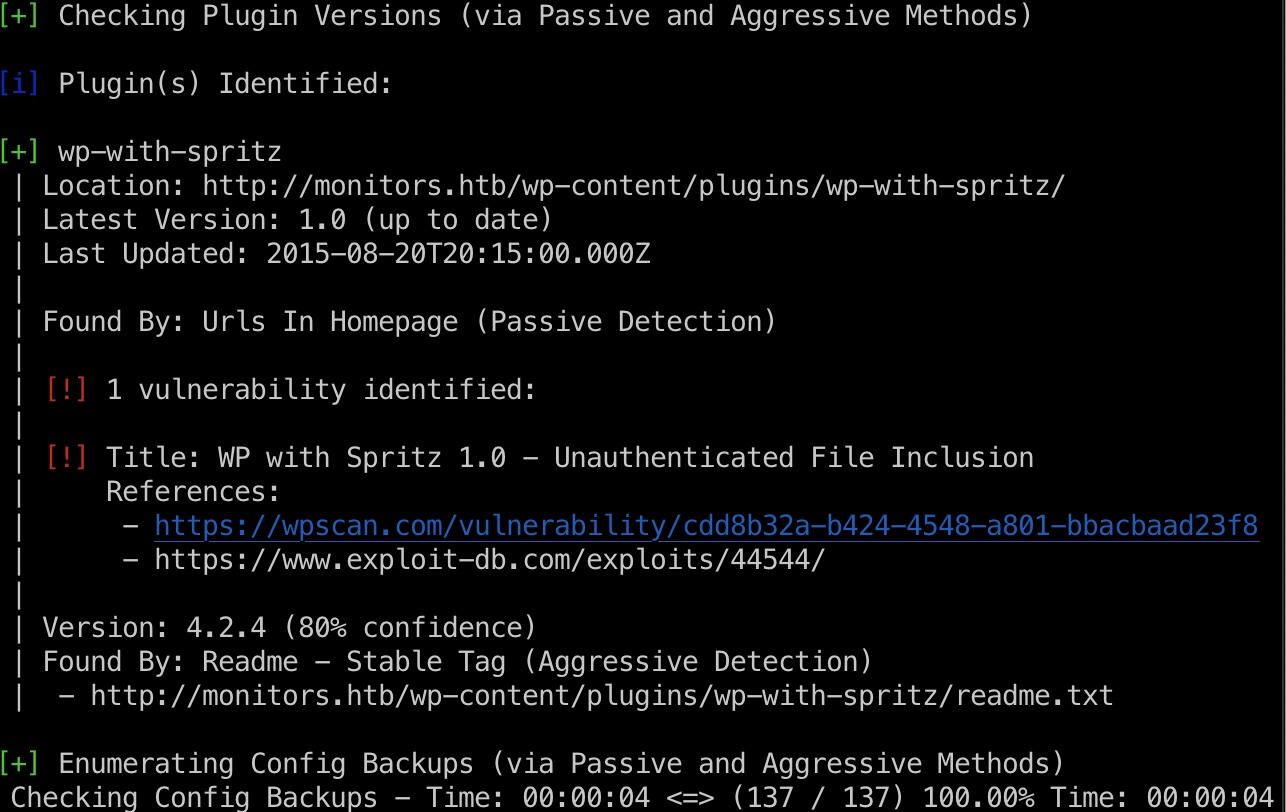 [+] Checking Plugin Versions (via Passive and Aggressive Methods)
[i] Plugin(s) Identified:
[+] wp-with-spritz
| Location: http://monitors.htb/wp-content/plugins/wp-with-spritz/
| Latest Version: 1.0 (up to date)
| Last Updated: 2015-08-20T20:15:00.000Z
|
| Found By: Urls In Homepage (Passive Detection)
|
| [!] 1 vulnerability identified:
|
| [!] Title: WP with Spritz 1.0 - Unauthenticated File Inclusion
|     References:
|      - https://wpscan.com/vulnerability/cdd8b32a-b424-4548-a801-bbacbaad23f8
|      - https://www.exploit-db.com/exploits/44544/
|
| Version: 4.2.4 (80% confidence)
| Found By: Readme - Stable Tag (Aggressive Detection)
|  - http://monitors.htb/wp-content/plugins/wp-with-spritz/readme.txt
[+] Enumerating Config Backups (via Passive and Aggressive Methods)
Checking Config Backups - Time: 00:00:04 <=> (137 / 137) 100.00% Time: 00:00:04